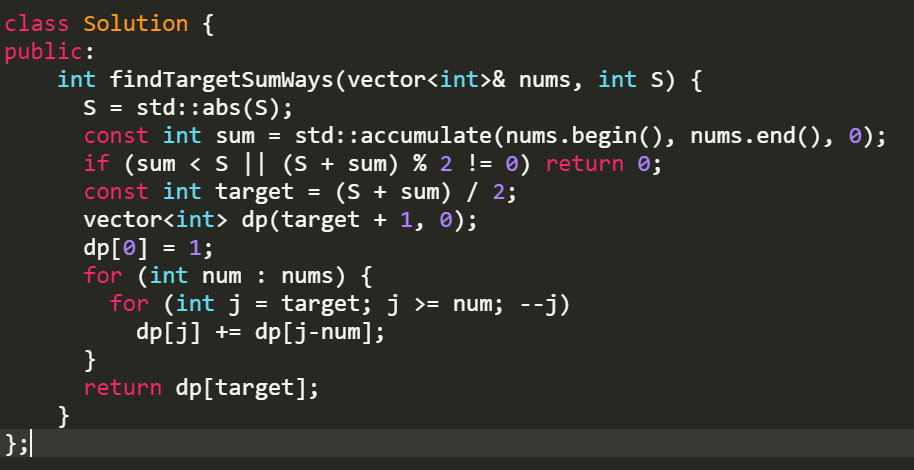 class Solution {
public:
    int findTargetSumWays(vector<int>& nums, int S) {
      S = std::abs(S);
      const int sum = std::accumulate(nums.begin(), nums.end(), 0);
      if (sum < S || (S + sum) % 2 != 0) return 0;
      const int target = (S + sum) / 2;
      vector<int> dp(target + 1, 0);
      dp[0] = 1;
      for (int num : nums) {
        for (int j = target; j >= num; --j)
          dp[j] += dp[j-num];
      }
      return dp[target];
    }
};